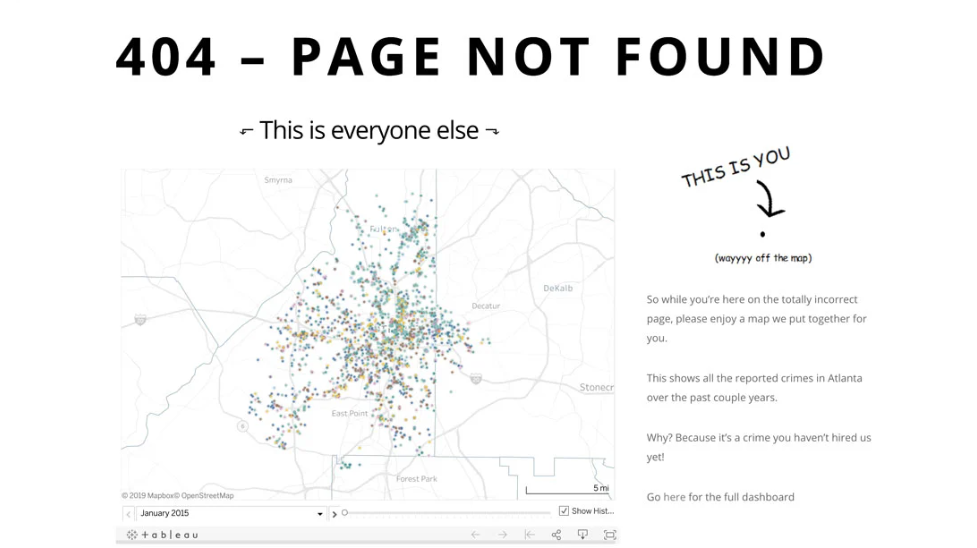 404 – PAGE NOT FOUND
This is everyone else
THIS IS YOU
(wayyyy off the map)
Smyrna
Fulton
DeKalb
Decatur
Stonecr
East Point
Forest Park
© 2019 Mapbox© OpenStreetMap
5 mi
January 2015
Show Hist...
+ a b l e a u
So while you're here on the totally incorrect
page, please enjoy a map we put together for
you.
This shows all the reported crimes in Atlanta
over the past couple years.
Why? Because it's a crime you haven't hired us
yet!
Go here for the full dashboard